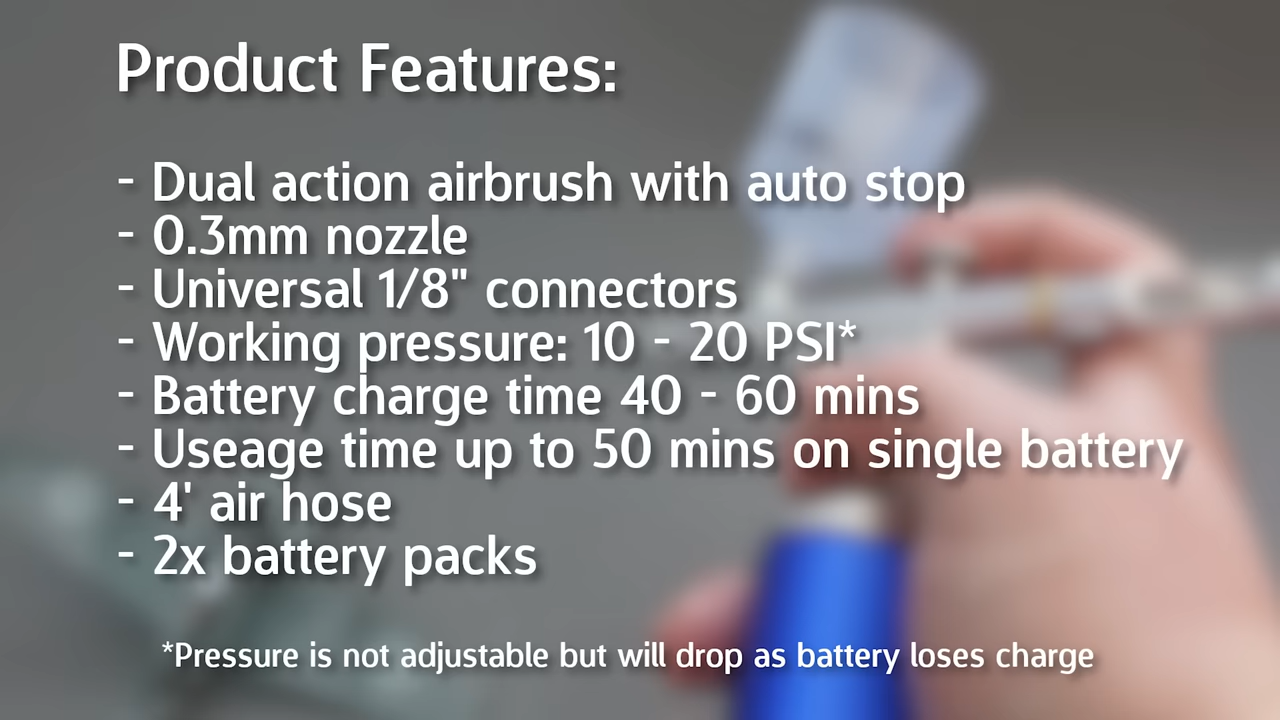 Product Features:
- Dual action airbrush with auto stop
- 0.3mm nozzle
- Universal 1/8" connectors
- Working pressure: 10 - 20 PSI*
- Battery charge time 40 - 60 mins
- Useage time up to 50 mins on single battery
- 4' air hose
- 2x battery packs
*Pressure is not adjustable but will drop as battery loses charge